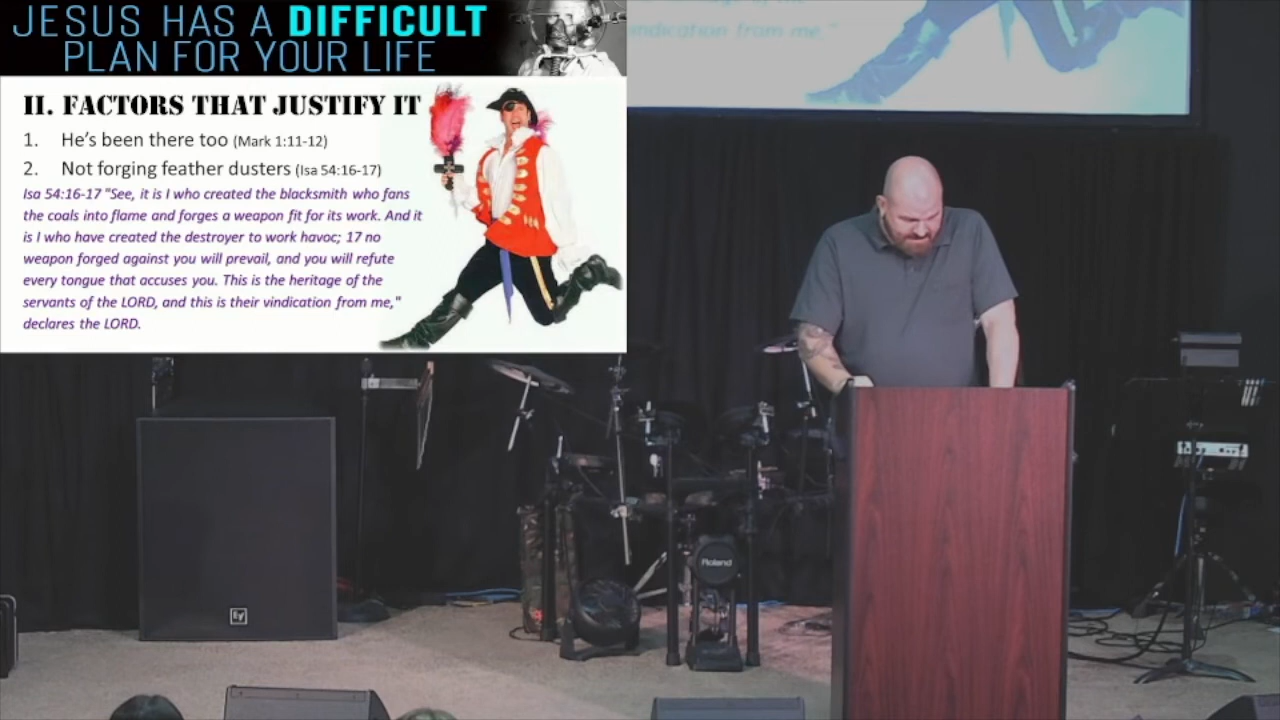 JESUS HAS A DIFFICULT
PLAN FOR YOUR LIFE
II. FACTORS THAT JUSTIFY IT
1. He's been there too (Mark 1:11-12)
2. Not forging feather dusters (Isa 54:16-17)
Isa 54:16-17 "See, it is I who created the blacksmith who fans
the coals into flame and forges a weapon fit for its work. And it
is I who have created the destroyer to work havoc; 17 no
weapon forged against you will prevail, and you will refute
every tongue that accuses you. This is the heritage of the
servants of the LORD, and this is their vindication from me,"
declares the LORD.
indication from me,"
Roland
EV